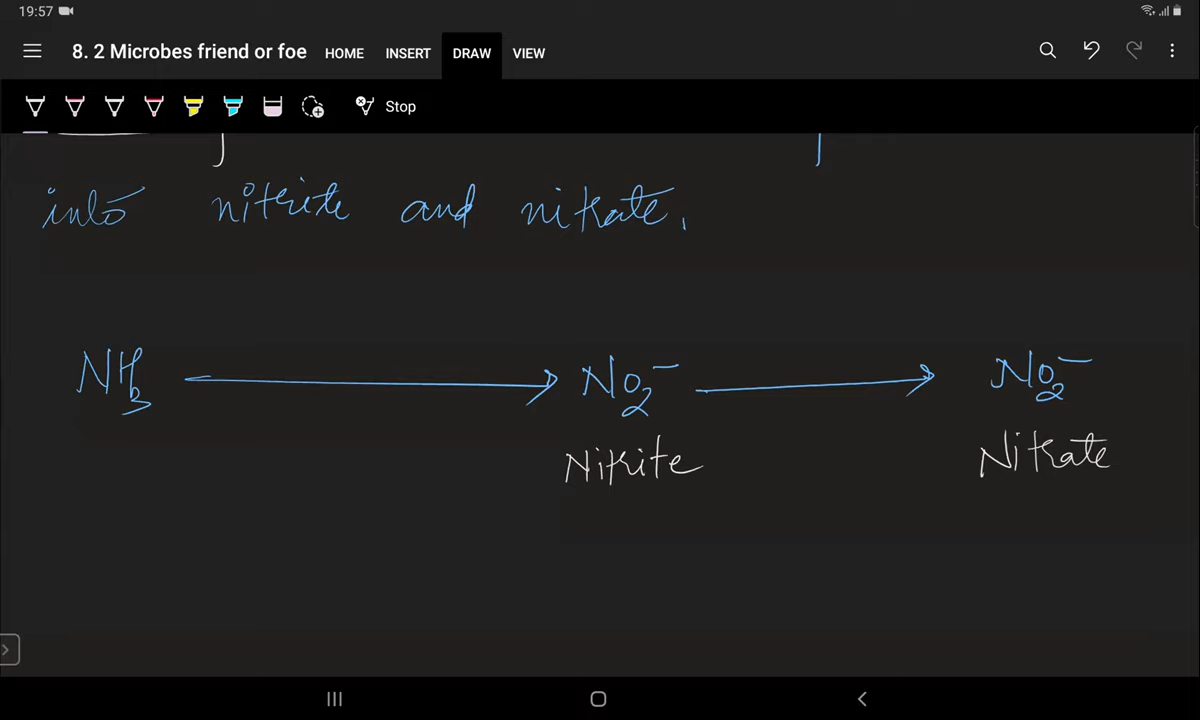 19:57
8. 2 Microbes friend or foe HOME INSERT DRAW VIEW
Stop
into nitrite and nitrate.
NH3 NO2⁻ NO2⁻
Nitrite Nitrate